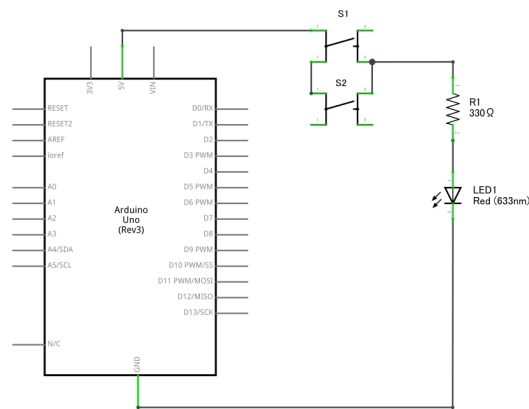 S1
S2
3V3
5V
VIN
RESET
RESET2
AREF
ioref
A0
A1
A2
A3
A4/SDA
A5/SCL
N/C
Arduino
Uno
(Rev3)
D0/RX
D1/TX
D2
D3 PWM
D4
D5 PWM
D6 PWM
D7
D8
D9 PWM
D10 PWM/SS
D11 PWM/MOSI
D12/MISO
D13/SCK
GND
R1
330Ω
LED1
Red (633nm)